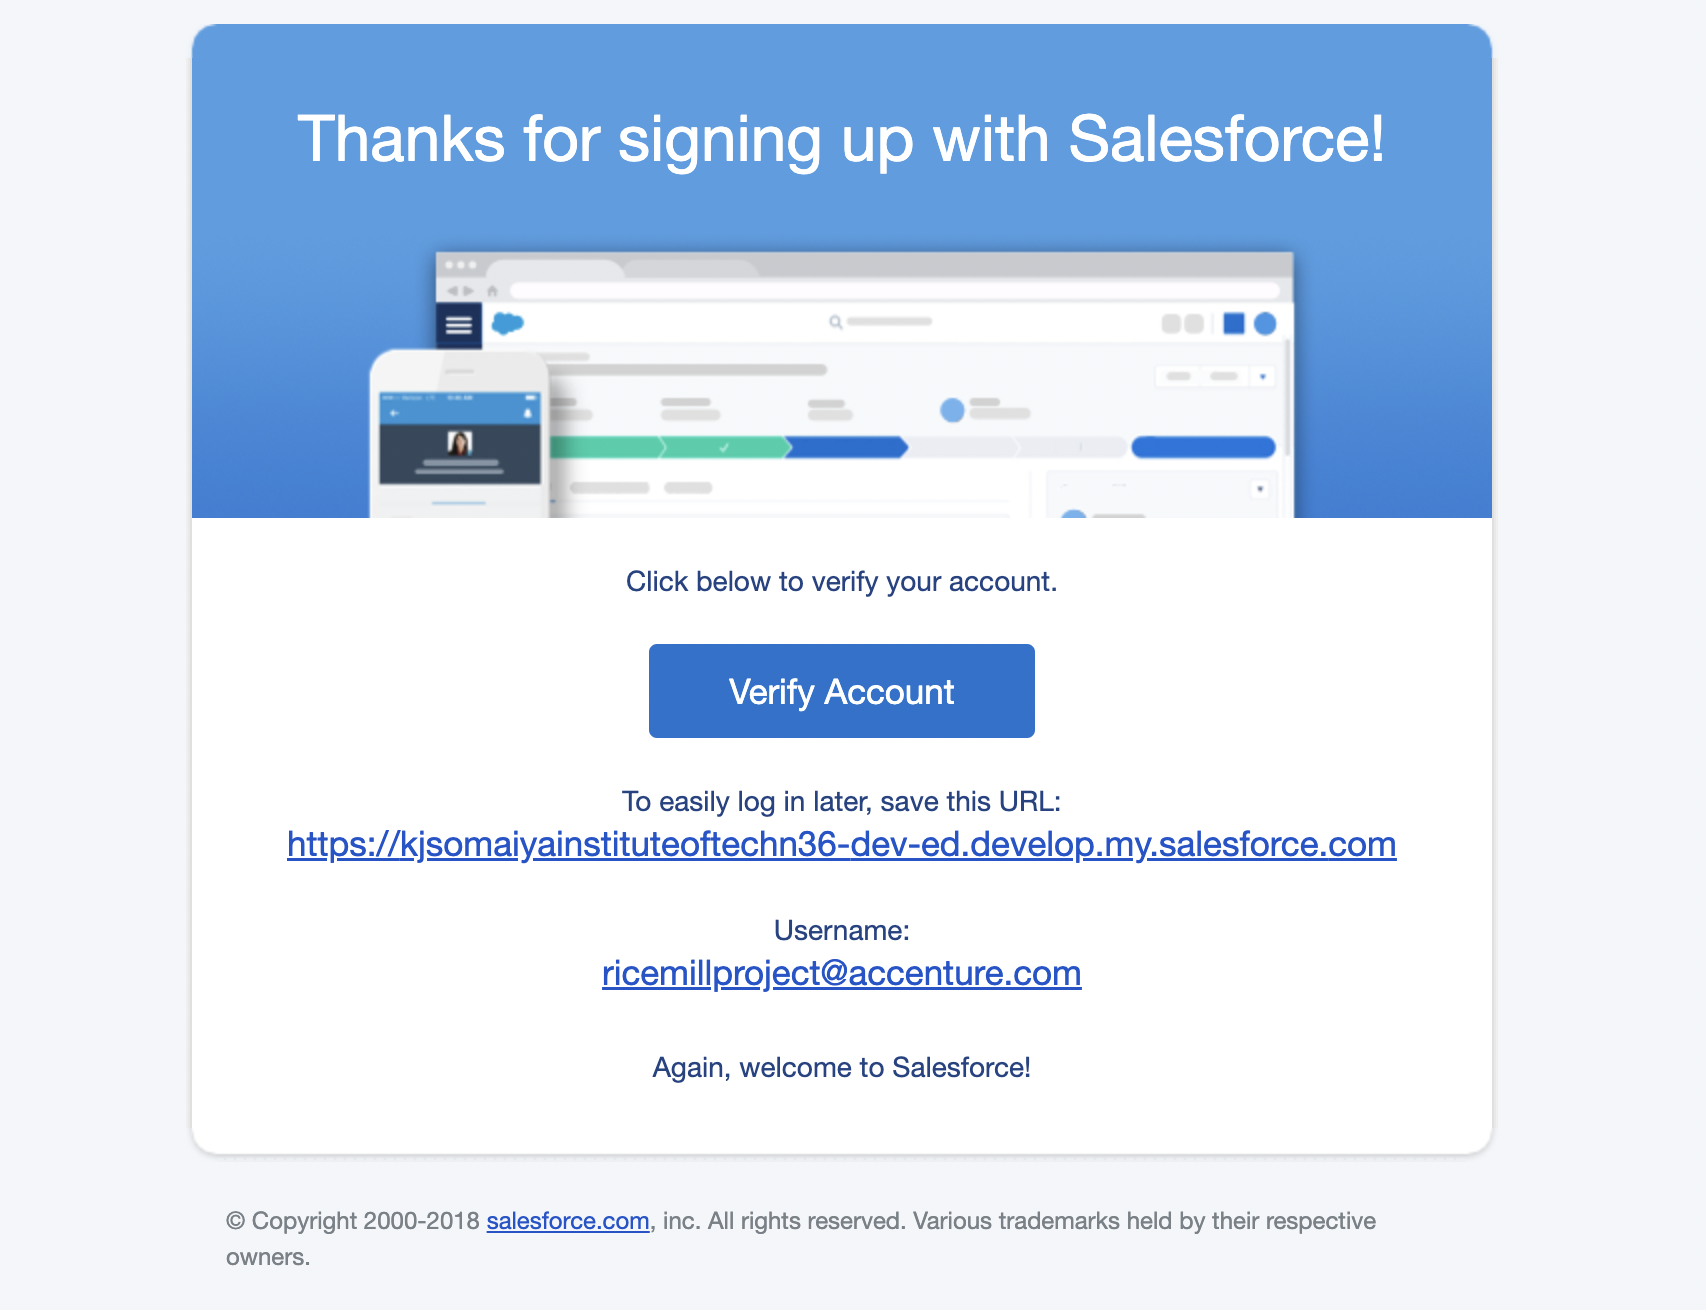 Thanks for signing up with Salesforce!
Click below to verify your account.
Verify Account
To easily log in later, save this URL:
https://kjsomaiyainstituteoftechn36-dev-ed.develop.my.salesforce.com
Username:
ricemillproject@accenture.com
Again, welcome to Salesforce!
© Copyright 2000-2018 salesforce.com, inc. All rights reserved. Various trademarks held by their respective
owners.